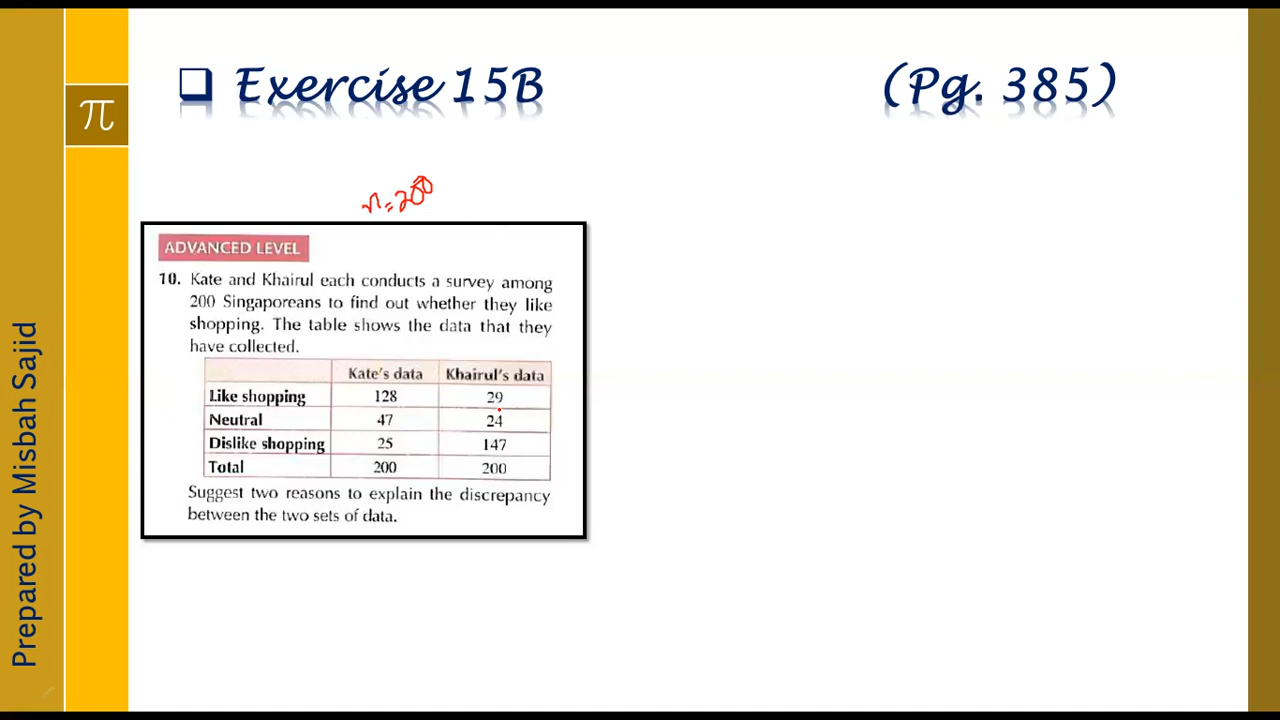 Exercise 15B (Pg. 385)
π
n=200
ADVANCED LEVEL
10. Kate and Khairul each conducts a survey among
200 Singaporeans to find out whether they like
shopping. The table shows the data that they
have collected.
Kate's data Khairul's data
Like shopping 128 29
Neutral 47 24
Dislike shopping 25 147
Total 200 200
Suggest two reasons to explain the discrepancy
between the two sets of data.
Prepared by Misbah Sajid